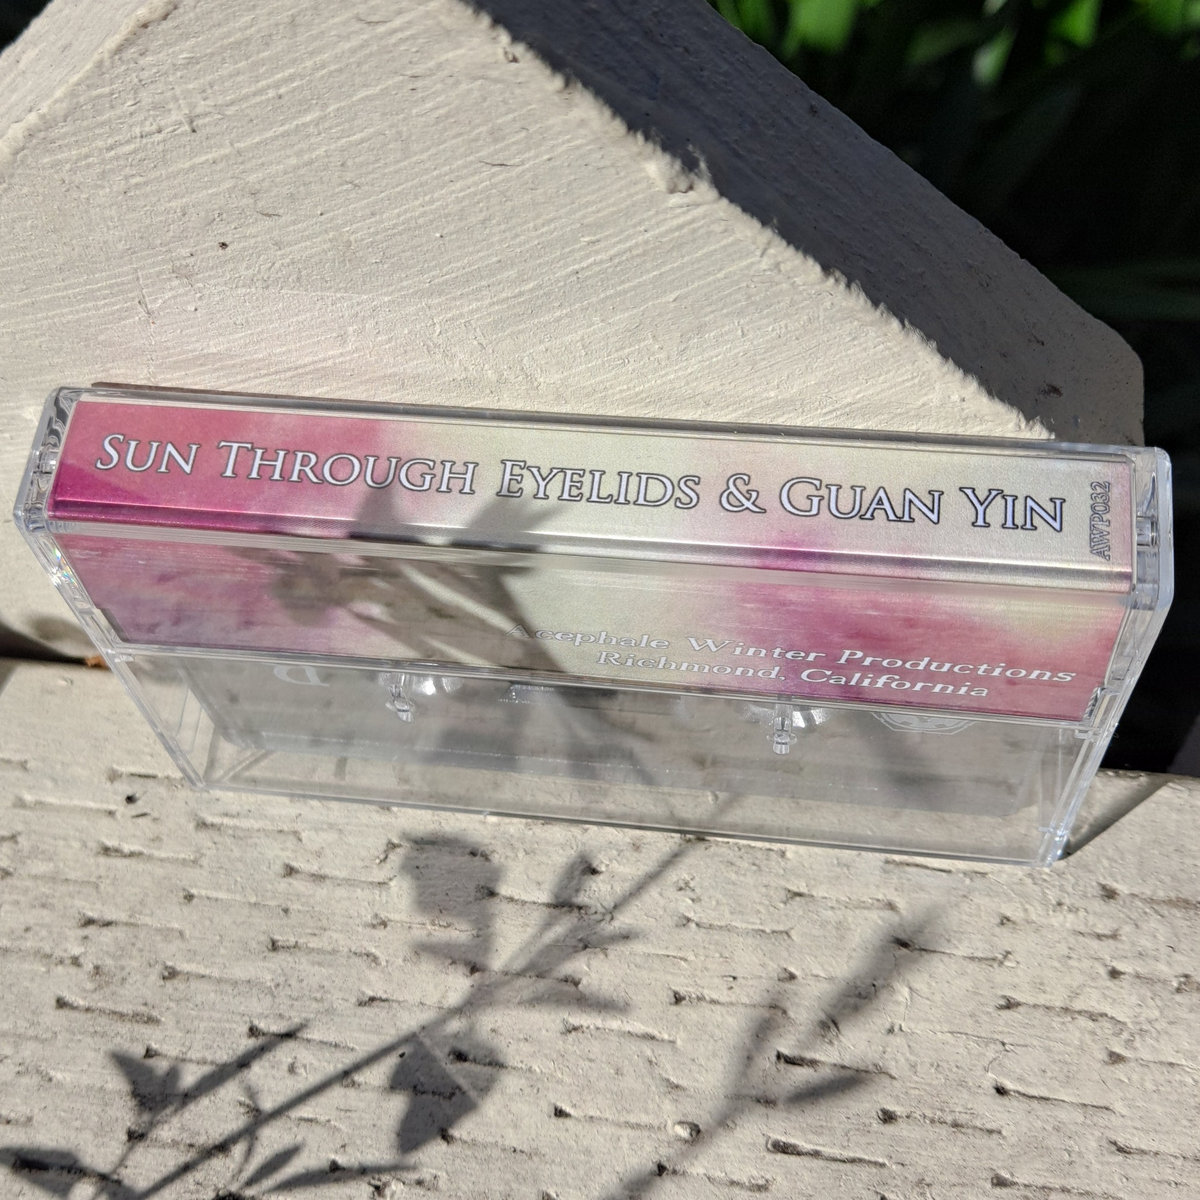 SUN THROUGH EYELIDS & GUAN YIN
AWP032
Acephale Winter Productions
Richmond, California